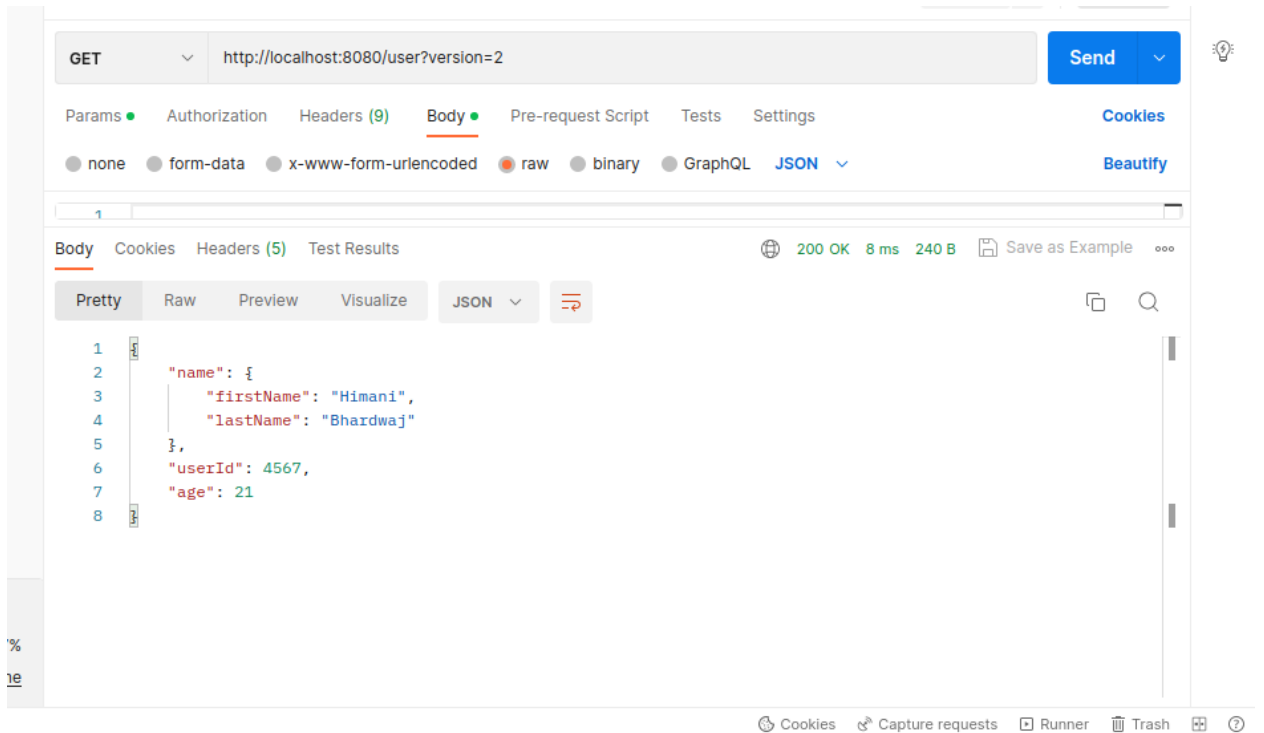 GET http://localhost:8080/user?version=2 Send
Params Authorization Headers (9) Body Pre-request Script Tests Settings Cookies
none form-data x-www-form-urlencoded raw binary GraphQL JSON Beautify
1
Body Cookies Headers (5) Test Results 200 OK 8 ms 240 B Save as Example
Pretty Raw Preview Visualize JSON
1 {
2 "name": {
3 "firstName": "Himani",
4 "lastName": "Bhardwaj"
5 },
6 "userId": 4567,
7 "age": 21
8 }
%
Cookies Capture requests Runner Trash